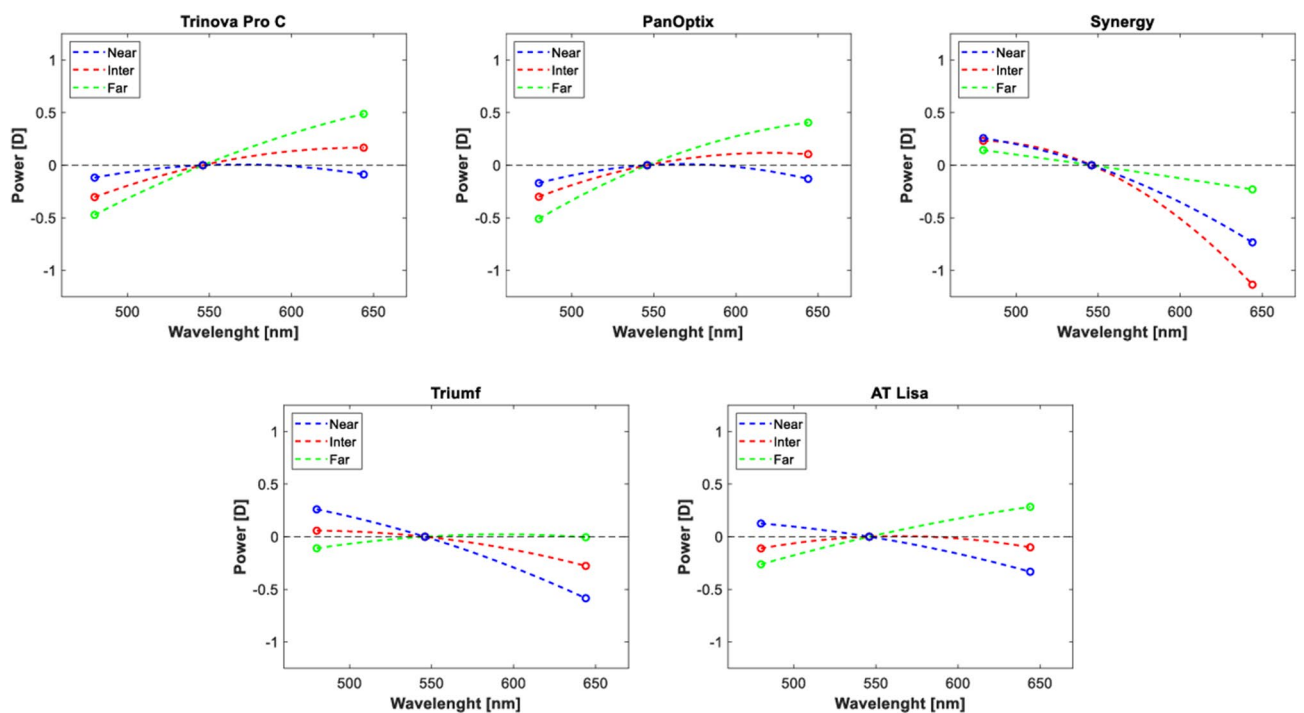 Trinova Pro C
Near
Inter
Far
1
0.5
0
-0.5
-1
Power [D]
500 550 600 650
Wavelenght [nm]
PanOptix
Near
Inter
Far
1
0.5
0
-0.5
-1
Power [D]
500 550 600 650
Wavelenght [nm]
Synergy
Near
Inter
Far
1
0.5
0
-0.5
-1
Power [D]
500 550 600 650
Wavelenght [nm]
Triumf
Near
Inter
Far
1
0.5
0
-0.5
-1
Power [D]
500 550 600 650
Wavelenght [nm]
AT Lisa
Near
Inter
Far
1
0.5
0
-0.5
-1
Power [D]
500 550 600 650
Wavelenght [nm]